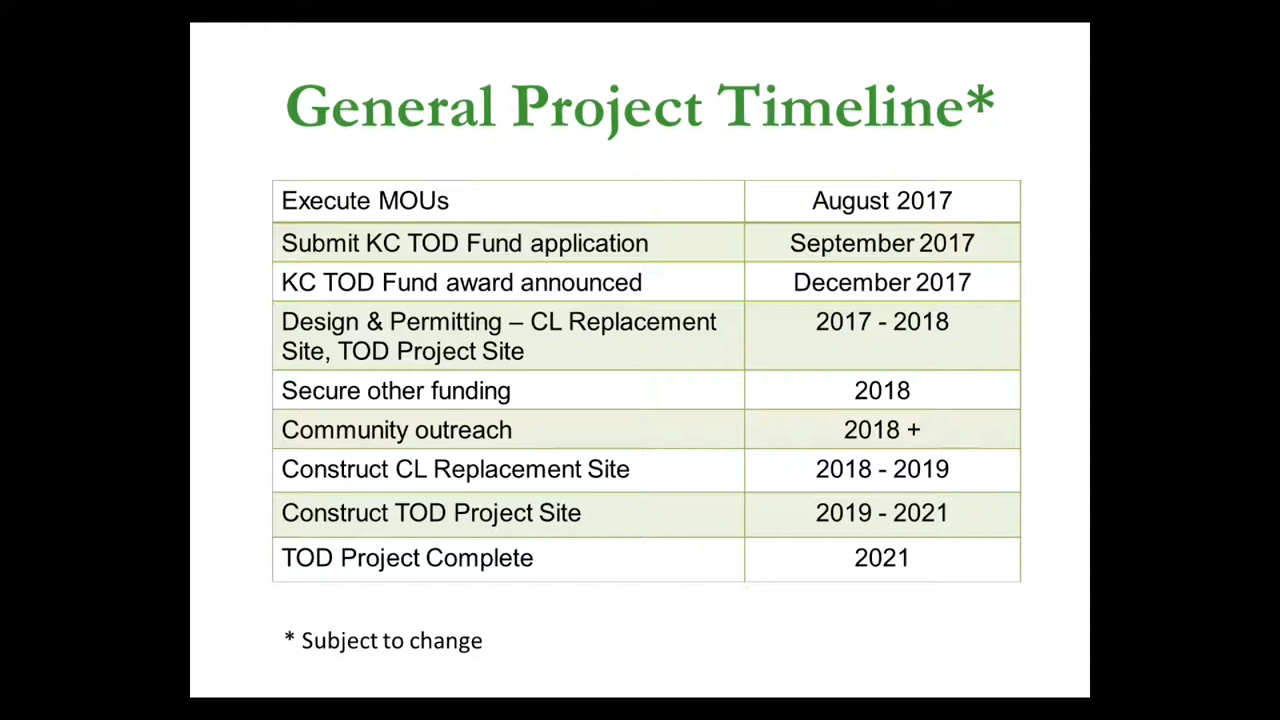 General Project Timeline*
Execute MOUs August 2017
Submit KC TOD Fund application September 2017
KC TOD Fund award announced December 2017
Design & Permitting – CL Replacement 2017 - 2018
Site, TOD Project Site
Secure other funding 2018
Community outreach 2018 +
Construct CL Replacement Site 2018 - 2019
Construct TOD Project Site 2019 - 2021
TOD Project Complete 2021
* Subject to change